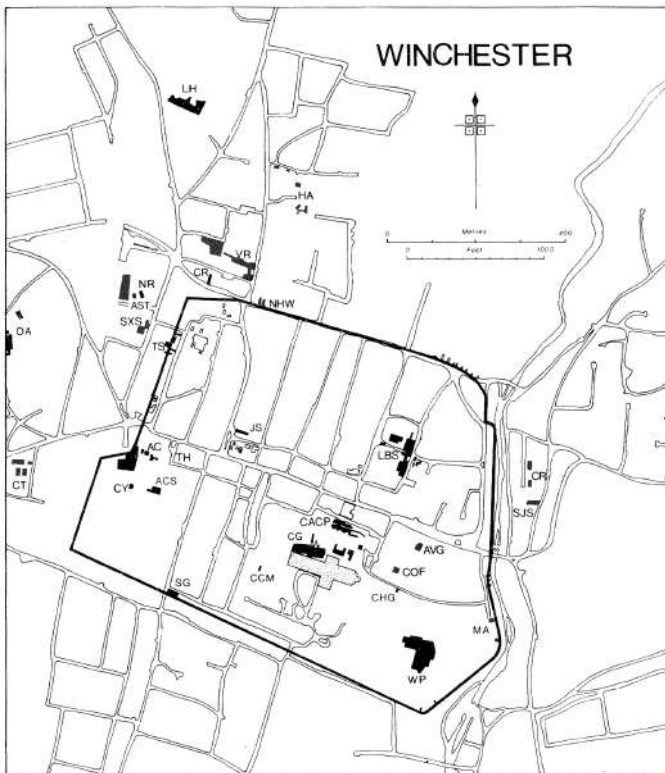 WINCHESTER
LH
HA
Metres
0 400
Feet
0 1000
VR
CR
NR
AST
NHW
SXS
OA
TS
JS
AC
TH
LBS
CT
CY
ACS
CR
SJS
CACP
CG
AVG
CCM
COF
SG
CHG
MA
WP